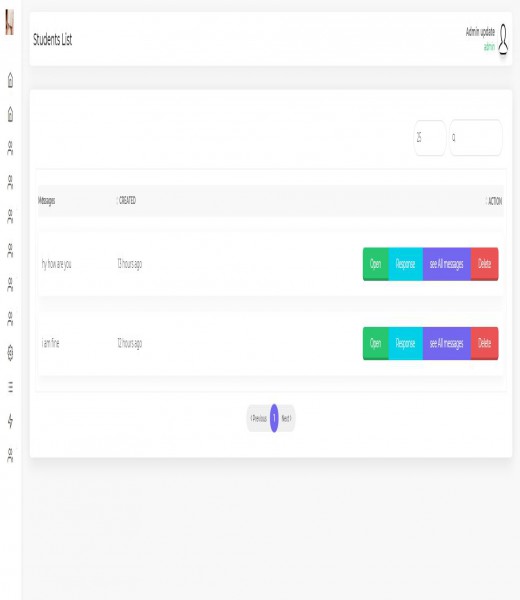 Students List
Admin update
admin
25
Messages
CREATED
ACTION
hy how are you
13 hours ago
Open
Response
see All messages
Delete
i am fine
12 hours ago
Open
Response
see All messages
Delete
Previous
1
Next